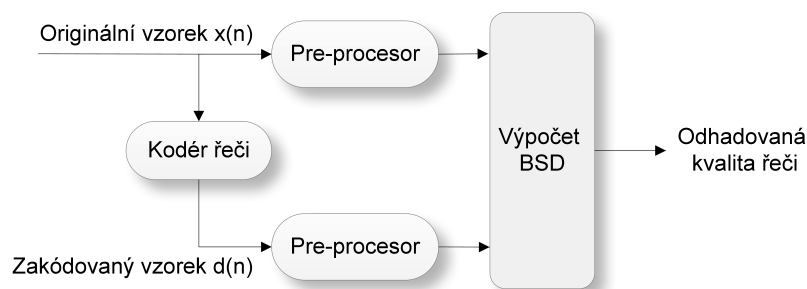 Originální vzorek x(n)
Pre-procesor
Kodér řeči
Výpočet
BSD
Odhadovaná
kvalita řeči
Pre-procesor
Zakódovaný vzorek d(n)